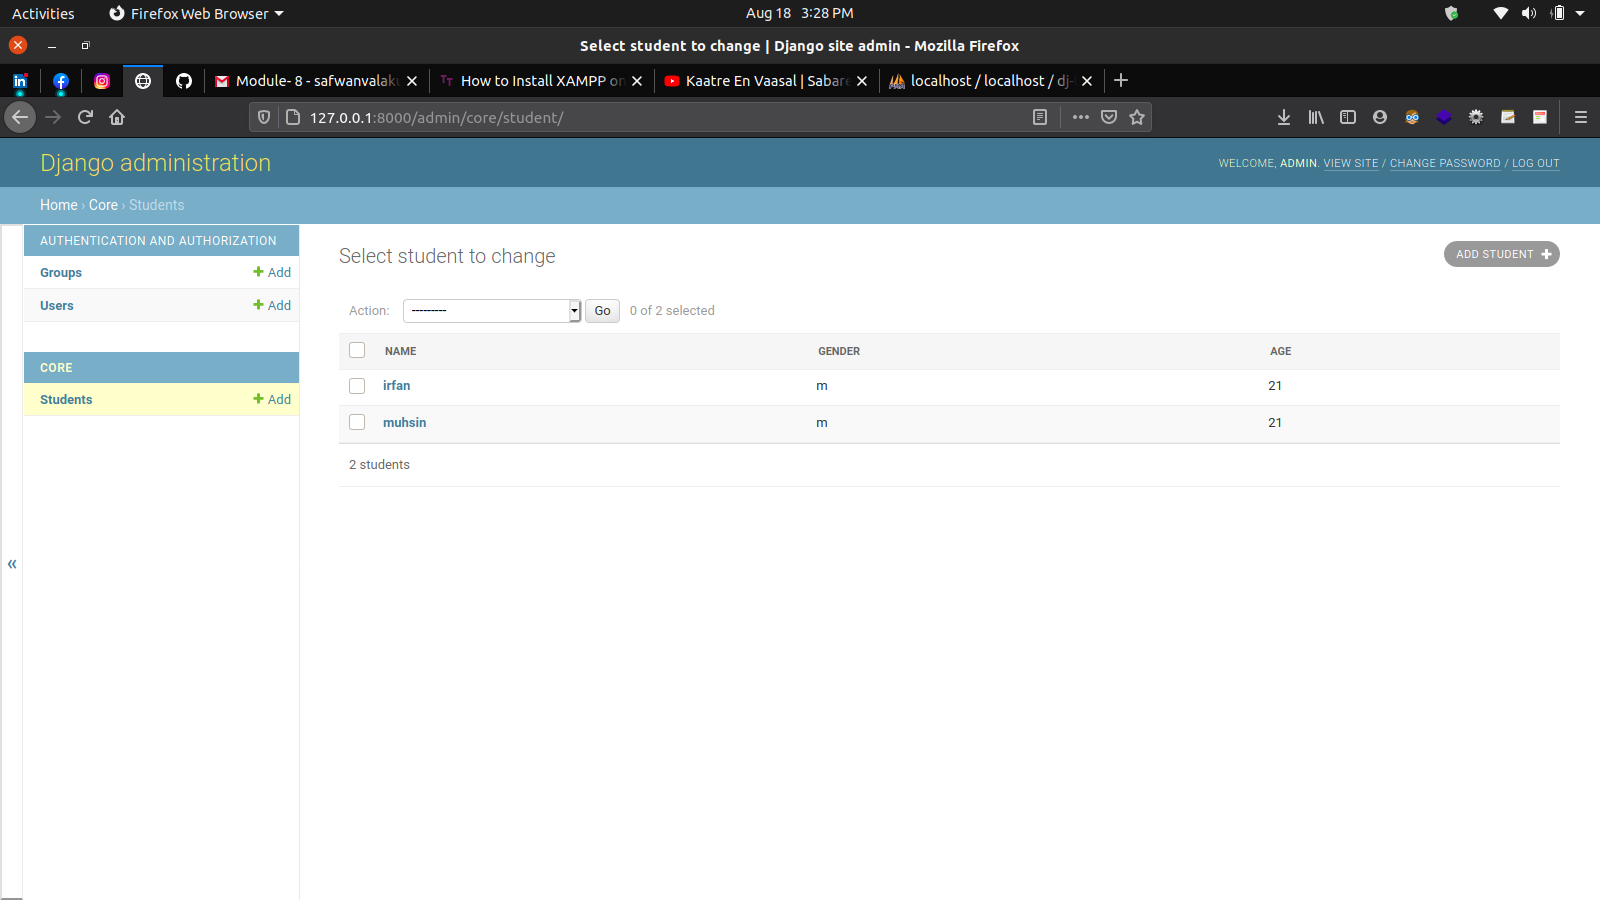 Activities Firefox Web Browser Aug 18 3:28 PM
Select student to change | Django site admin - Mozilla Firefox
Module- 8 - safwanvalak How to Install XAMPP on Kaatre En Vaasal | Sabare localhost / localhost / dj-
127.0.0.1:8000/admin/core/student/
Django administration
WELCOME, ADMIN. VIEW SITE / CHANGE PASSWORD / LOG OUT
Home › Core › Students
AUTHENTICATION AND AUTHORIZATION
Groups Add
Users Add
CORE
Students Add
«
Select student to change
ADD STUDENT
Action: --------- Go 0 of 2 selected
NAME GENDER AGE
irfan m 21
muhsin m 21
2 students